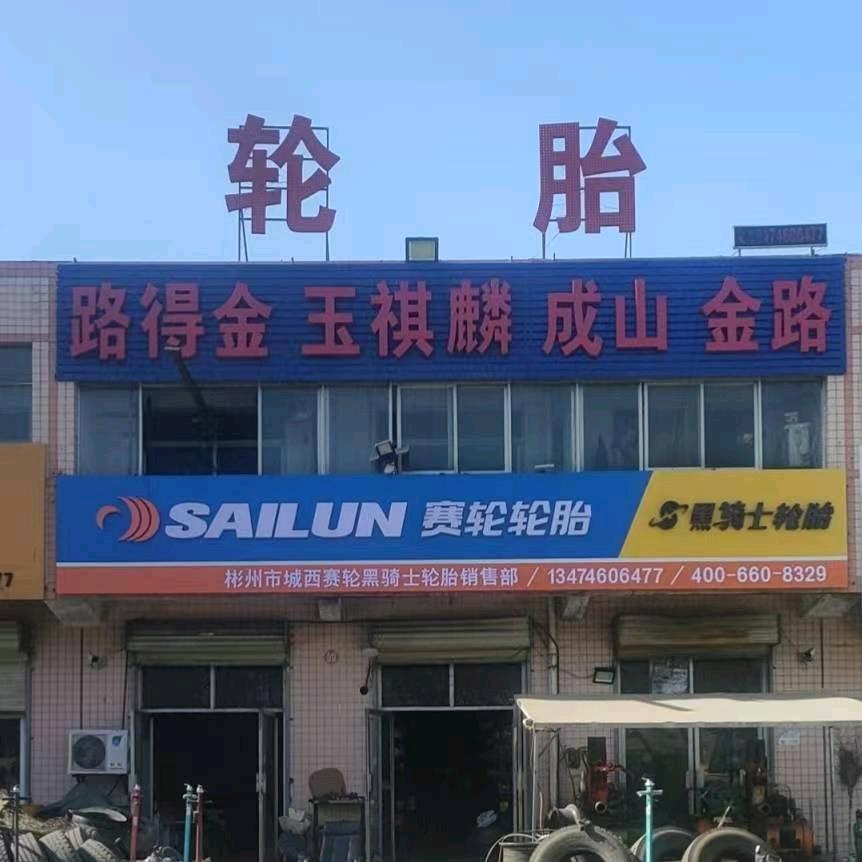 轮胎
13474606477
路得金 玉祺麟 成山 金路
SAILUN 赛轮轮胎 黑骑士轮胎
彬州市城西赛轮黑骑士轮胎销售部 / 13474606477 / 400-660-8329
77